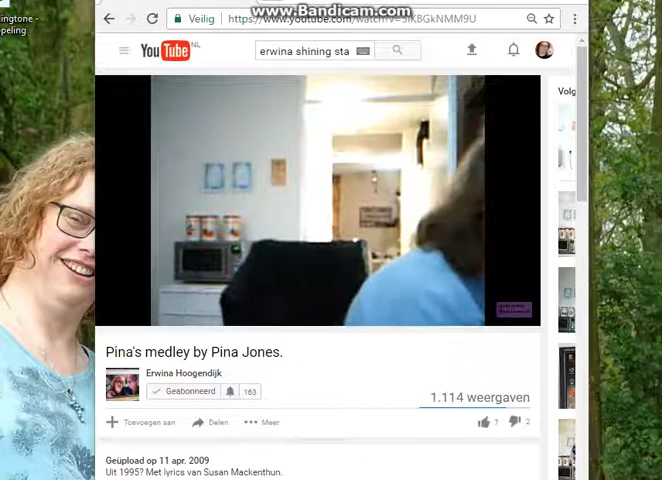 www.Bandicam.com
ingtone -
peling
Veilig
https://www.youtube.com/watch?v=
YouTube NL
erwina shining sta
Volg
Pina's medley by Pina Jones.
Erwina Hoogendijk
Geabonneerd 163
1.114 weergaven
Toevoegen aan Delen Meer 7 2
Geüpload op 11 apr. 2009
Uit 1995? Met lyrics van Susan Mackenthun.